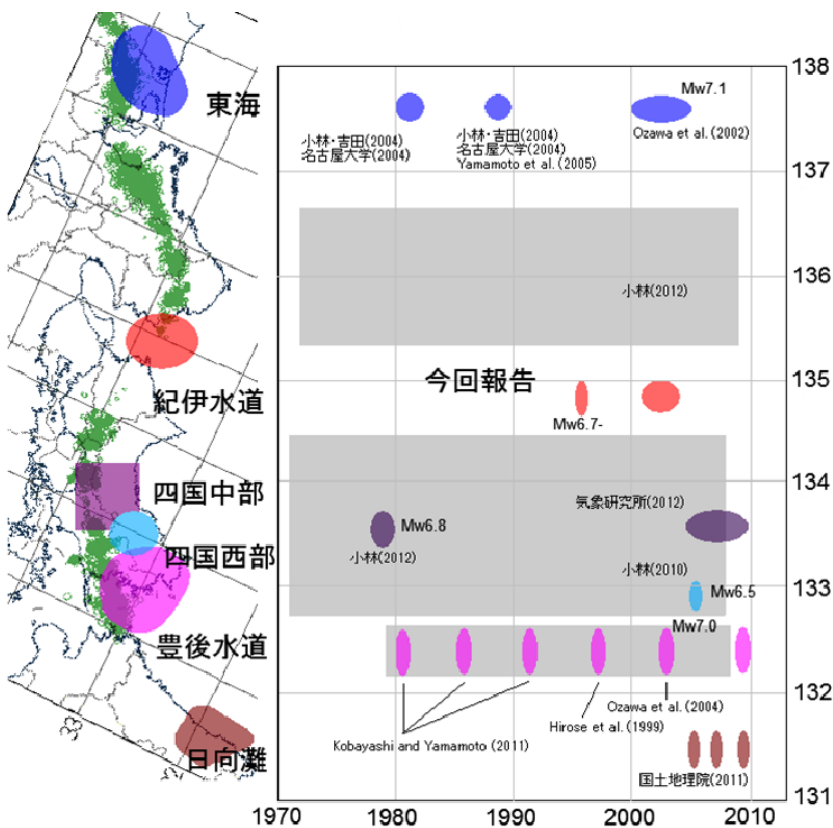 東海
紀伊水道
四国中部
四国西部
豊後水道
日向灘
33
138
137
136
135
134
133
132
131
1970
1980
1990
2000
2010
Mw7.1
小林・吉田(2004)
名古屋大学(2004)
小林・吉田(2004)
名古屋大学(2004)
Yamamoto et al.(2005)
Ozawa et al.(2002)
小林(2012)
今回報告
Mw6.7-
気象研究所(2012)
Mw6.8
小林(2012)
小林(2010)
Mw6.5
Mw7.0
Ozawa et al.(2004)
Hirose et al.(1999)
Kobayashi and Yamamoto (2011)
国土地理院(2011)